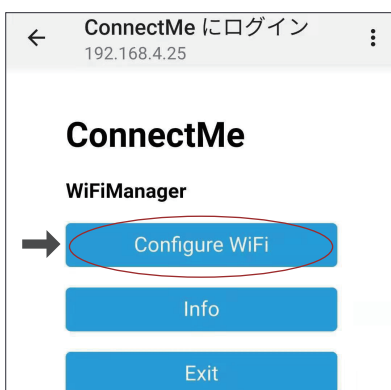 ConnectMe にログイン
192.168.4.25
ConnectMe
WiFiManager
Configure WiFi
Info
Exit